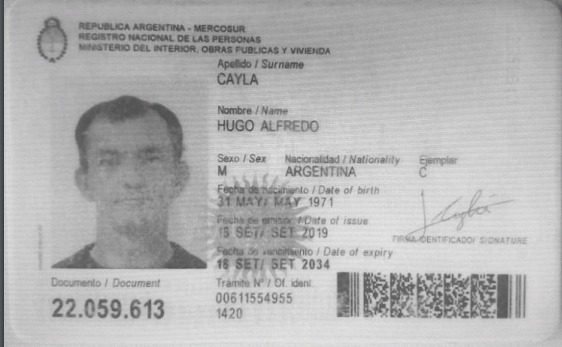 REPUBLICA ARGENTINA - MERCOSUR
REGISTRO NACIONAL DE LAS PERSONAS
MINISTERIO DEL INTERIOR, OBRAS PUBLICAS Y VIVIENDA
Apellido / Surname
CAYLA
Nombre / Name
HUGO ALFREDO
Sexo / Sex Nacionalidad / Nationality Ejemplar
M ARGENTINA C
Fecha de nacimiento / Date of birth
31 MAY/ MAY 1971
Fecha de emisión / Date of issue
SET/ SET 2019
FIRMA IDENTIFICADO/ SIGNATURE
Fecha de vencimiento / Date of expiry
SET/ SET 2034
Documento / Document
22.059.613
Tramite N° / Of. ident.
00611554955
1420